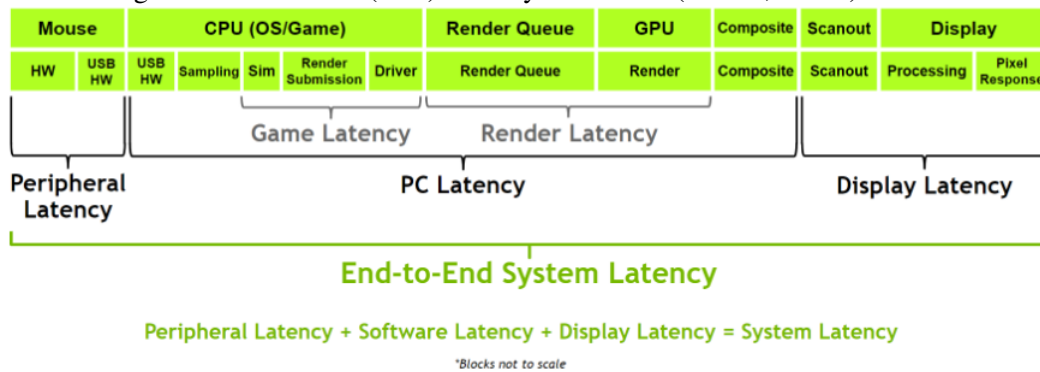 Mouse CPU (OS/Game) Render Queue GPU Composite Scanout Display
HW USB HW USB HW Sampling Sim Render Submission Driver Render Queue Render Composite Scanout Processing Pixel Response
Game Latency Render Latency
Peripheral Latency PC Latency Display Latency
End-to-End System Latency
Peripheral Latency + Software Latency + Display Latency = System Latency
*Blocks not to scale